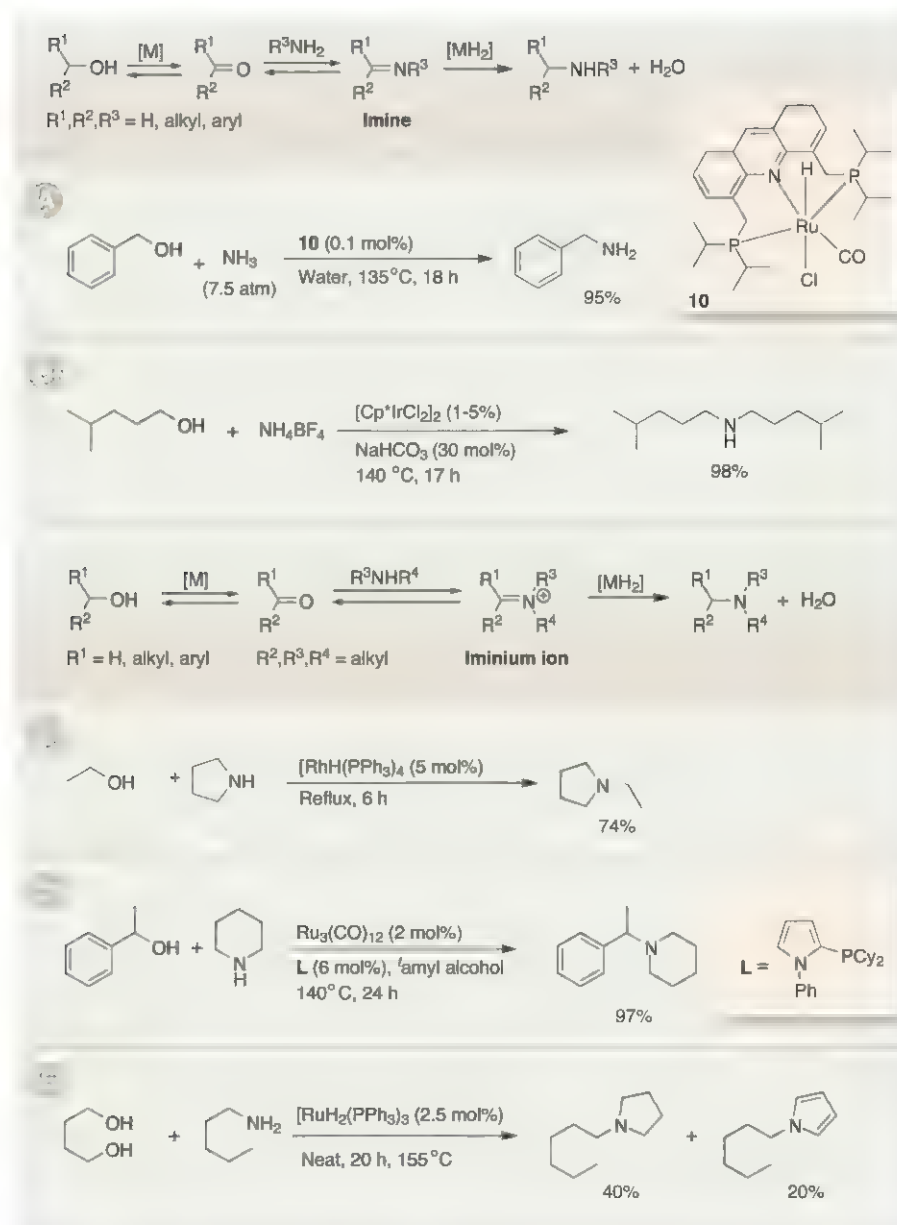 R¹ OH [M] R¹ O R³NH₂ R¹ NR³ [MH₂] R¹ NHR³ + H₂O
R² R² R² R²
R¹,R²,R³ = H, alkyl, aryl Imine
H P
N
Ru
P CO
Cl
10
OH + NH₃ 10 (0.1 mol%) NH₂
(7.5 atm) Water, 135°C, 18 h 95%
OH + NH₄BF₄ [Cp*IrCl₂]₂ (1-5%) N
NaHCO₃ (30 mol%) H
140 °C, 17 h 98%
R¹ OH [M] R¹ O R³NHR⁴ R¹ R³ N⊕ [MH₂] R¹ R³ N + H₂O
R² R² R² R⁴ R² R⁴
R¹ = H, alkyl, aryl R²,R³,R⁴ = alkyl Iminium ion
OH + NH [RhH(PPh₃)₄ (5 mol%) N
Reflux, 6 h 74%
OH + N H Ru₃(CO)₁₂ (2 mol%) N L = N PCy₂
L (6 mol%), ᵗamyl alcohol Ph
140°C, 24 h 97%
OH NH₂ [RuH₂(PPh₃)₃ (2.5 mol%) N N
OH + Neat, 20 h, 155°C +
40% 20%